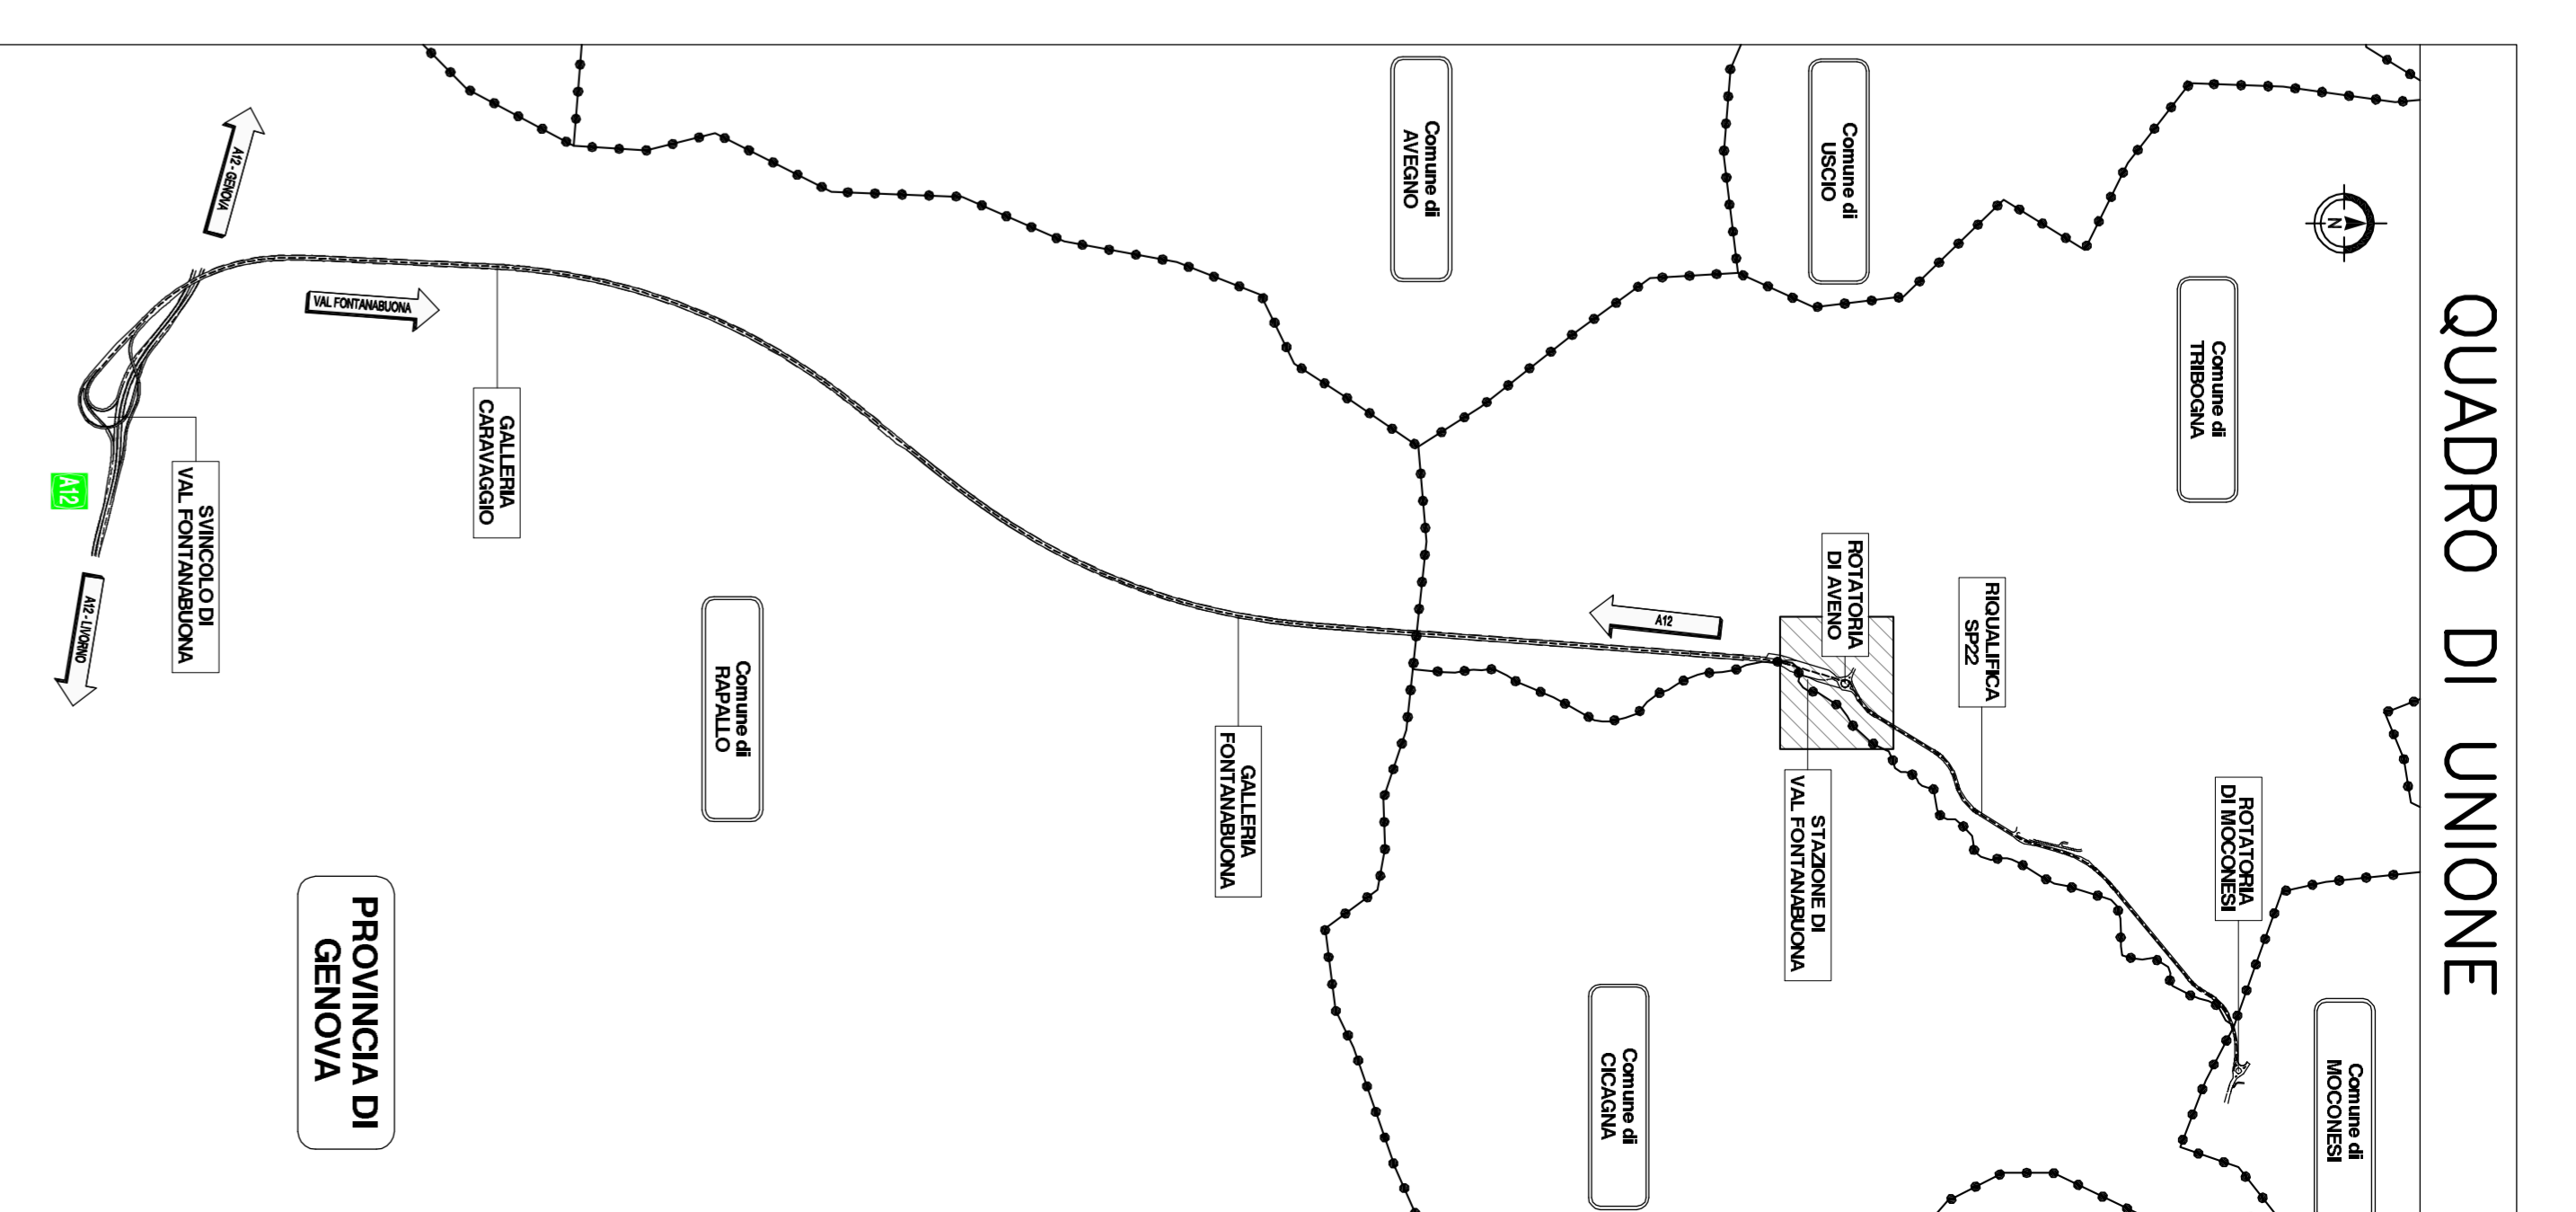 QUADRO DI UNIONE
N
Comune di
MOCONESI
Comune di
TRIBOGNA
ROTATORIA
DI MOCONESI
RIQUALIFICA
SP22
Comune di
USCIO
ROTATORIA
DI AVENO
STAZIONE DI
VAL FONTANABUONA
A12
Comune di
CICAGNA
Comune di
AVEGNO
GALLERIA
FONTANABUONA
Comune di
RAPALLO
GALLERIA
CARAVAGGIO
VAL FONTANABUONA
PROVINCIA DI
GENOVA
A12 - GENOVA
SVINCOLO DI
VAL FONTANABUONA
A12
A12 - LIVORNO